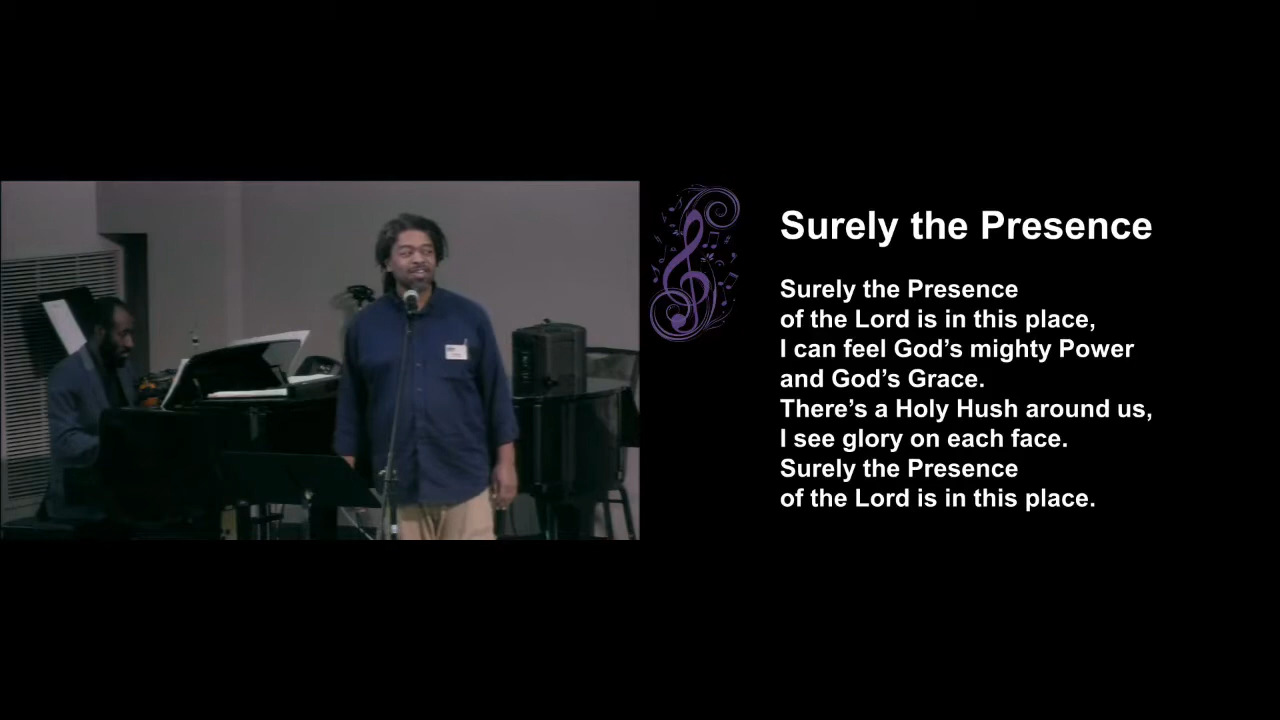 Surely the Presence
Surely the Presence
of the Lord is in this place,
I can feel God’s mighty Power
and God’s Grace.
There’s a Holy Hush around us,
I see glory on each face.
Surely the Presence
of the Lord is in this place.